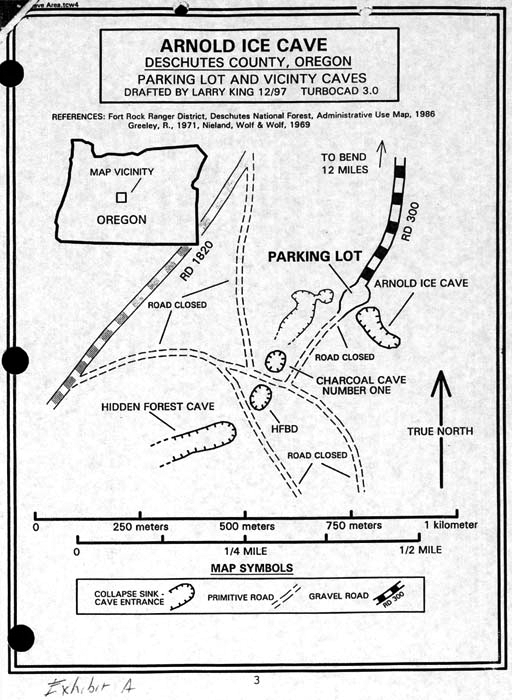 ve Area.tcw4
ARNOLD ICE CAVE
DESCHUTES COUNTY, OREGON
PARKING LOT AND VICINTY CAVES
DRAFTED BY LARRY KING 12/97 TURBOCAD 3.0
REFERENCES: Fort Rock Ranger District, Deschutes National Forest, Administrative Use Map, 1986
Greeley, R., 1971, Nieland, Wolf & Wolf, 1969
MAP VICINITY
OREGON
TO BEND
12 MILES
RD 300
RD 1820
PARKING LOT
ARNOLD ICE CAVE
ROAD CLOSED
ROAD CLOSED
CHARCOAL CAVE
NUMBER ONE
HIDDEN FOREST CAVE
HFBD
TRUE NORTH
ROAD CLOSED
0 250 meters 500 meters 750 meters 1 kilometer
0 1/4 MILE 1/2 MILE
MAP SYMBOLS
COLLAPSE SINK -
CAVE ENTRANCE
PRIMITIVE ROAD
GRAVEL ROAD
RD 300
3
Exhibit A